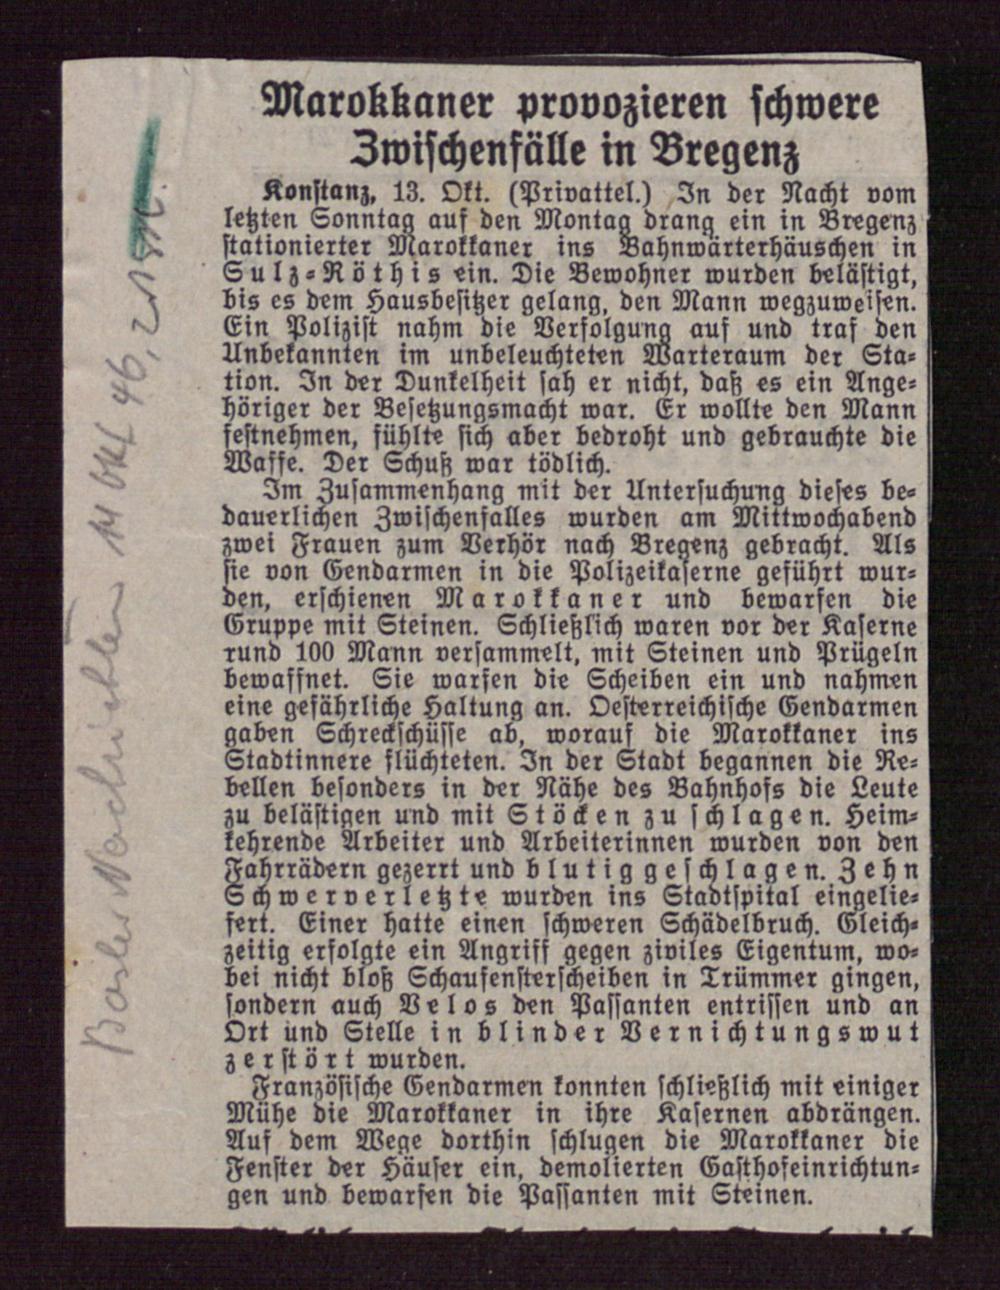 Marokkaner provozieren schwere
Zwischenfälle in Bregenz
Konstanz, 13. Okt. (Privattel.) In der Nacht vom
letzten Sonntag auf den Montag drang ein in Bregenz
stationierter Marokkaner ins Bahnwärterhäuschen in
Sulz-Röthis ein. Die Bewohner wurden belästigt,
bis es dem Hausbesitzer gelang, den Mann wegzuweisen.
Ein Polizist nahm die Verfolgung auf und traf den
Unbekannten im unbeleuchteten Warteraum der Sta-
tion. In der Dunkelheit sah er nicht, daß es ein Ange-
höriger der Besetzungsmacht war. Er wollte den Mann
festnehmen, fühlte sich aber bedroht und gebrauchte die
Waffe. Der Schuß war tödlich.
Im Zusammenhang mit der Untersuchung dieses be-
dauerlichen Zwischenfalles wurden am Mittwochabend
zwei Frauen zum Verhör nach Bregenz gebracht. Als
sie von Gendarmen in die Polizeikaserne geführt wur-
den, erschienen Marokkaner und bewarfen die
Gruppe mit Steinen. Schließlich waren vor der Kaserne
rund 100 Mann versammelt, mit Steinen und Prügeln
bewaffnet. Sie warfen die Scheiben ein und nahmen
eine gefährliche Haltung an. Oesterreichische Gendarmen
gaben Schreckschüsse ab, worauf die Marokkaner ins
Stadtinnere flüchteten. In der Stadt begannen die Re-
bellen besonders in der Nähe des Bahnhofs die Leute
zu belästigen und mit Stöcken zu schlagen. Heim-
kehrende Arbeiter und Arbeiterinnen wurden von den
Fahrrädern gezerrt und blutig geschlagen. Zehn
Schwerverletzte wurden ins Stadtspital eingelie-
fert. Einer hatte einen schweren Schädelbruch. Gleich-
zeitig erfolgte ein Angriff gegen ziviles Eigentum, wo-
bei nicht bloß Schaufensterscheiben in Trümmer gingen,
sondern auch Velos den Passanten entrissen und an
Ort und Stelle in blinder Vernichtungswut
zerstört wurden.
Französische Gendarmen konnten schließlich mit einiger
Mühe die Marokkaner in ihre Kasernen abdrängen.
Auf dem Wege dorthin schlugen die Marokkaner die
Fenster der Häuser ein, demolierten Gasthofeinrichtun-
gen und bewarfen die Passanten mit Steinen.
Basler Nachrichten 14 Okt 46,